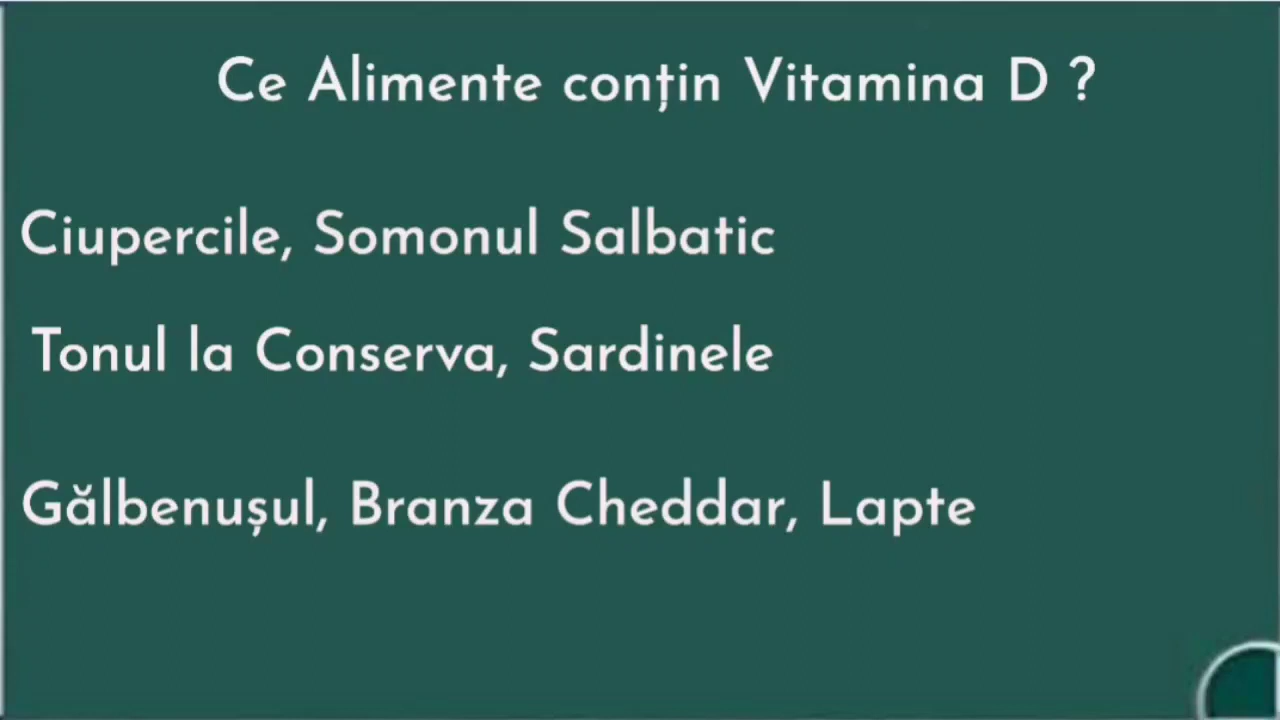 Ce Alimente conțin Vitamina D ?
Ciupercile, Somonul Salbatic
Tonul la Conserva, Sardinele
Gălbenușul, Branza Cheddar, Lapte